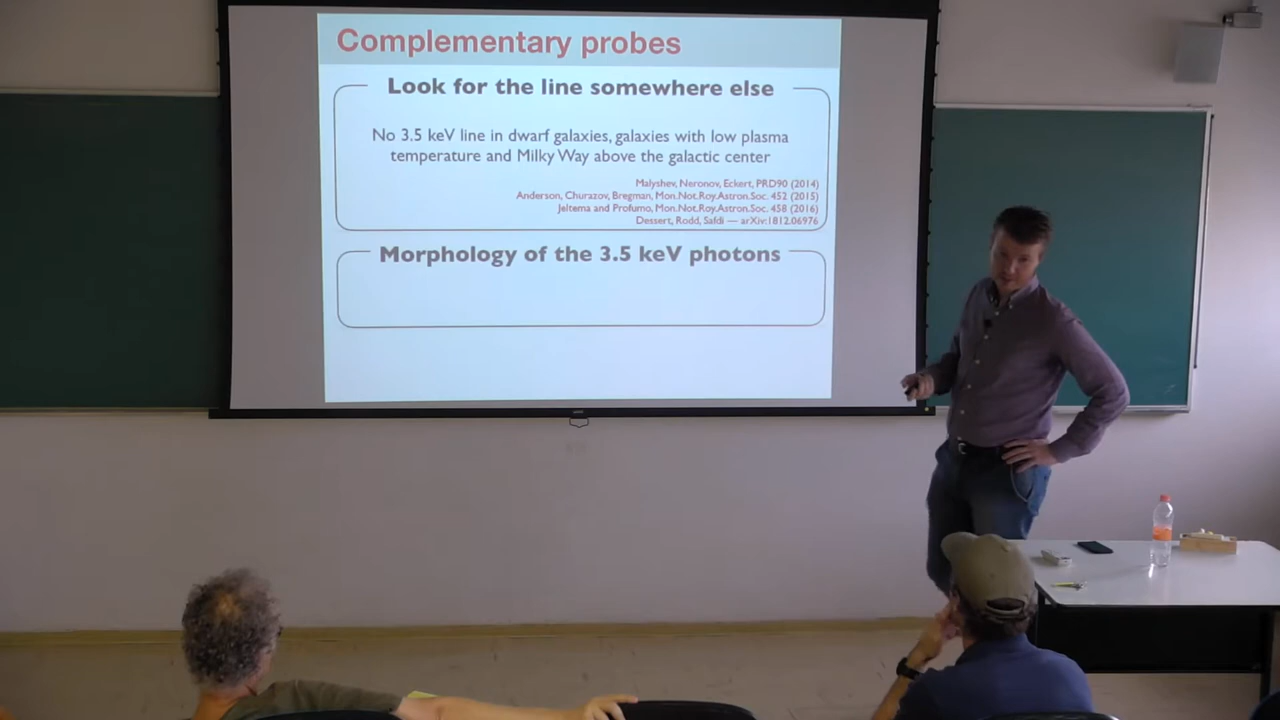 Complementary probes
Look for the line somewhere else
No 3.5 keV line in dwarf galaxies, galaxies with low plasma
temperature and Milky Way above the galactic center
Malyshev, Neronov, Eckert, PRD90 (2014)
Anderson, Churazov, Bregman, Mon.Not.Roy.Astron.Soc. 452 (2015)
Jeltema and Profumo, Mon.Not.Roy.Astron.Soc. 458 (2016)
Dessert, Rodd, Safdi — arXiv:1812.06976
Morphology of the 3.5 keV photons